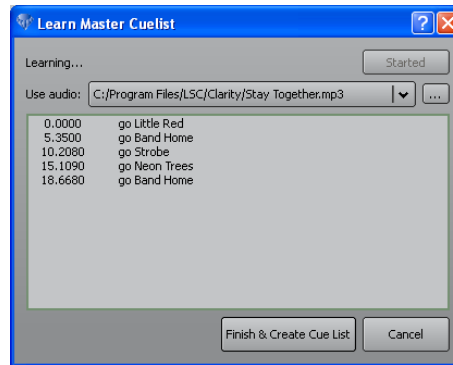 Learn Master Cuelist
Learning...
Started
Use audio: C:/Program Files/LSC/Clarity/Stay Together.mp3 ...
0.0000 go Little Red
5.3500 go Band Home
10.2080 go Strobe
15.1090 go Neon Trees
18.6680 go Band Home
Finish & Create Cue List Cancel